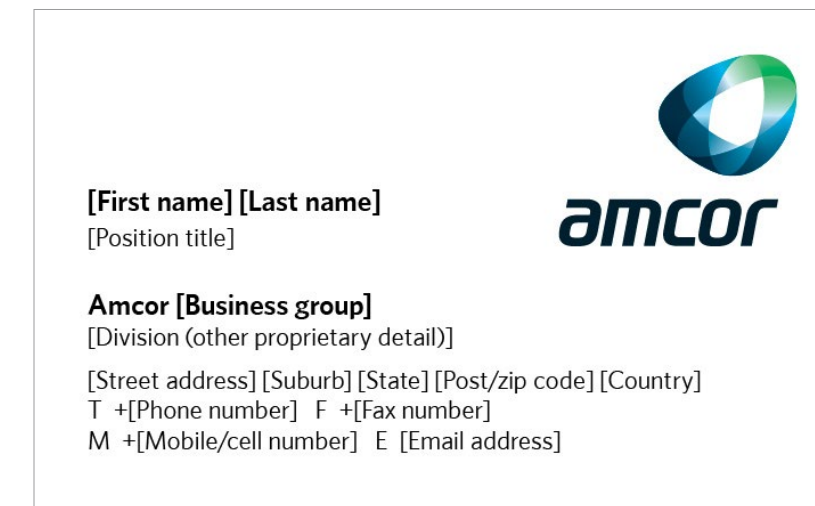 amcor
[First name] [Last name]
[Position title]
Amcor [Business group]
[Division (other proprietary detail)]
[Street address] [Suburb] [State] [Post/zip code] [Country]
T +[Phone number] F +[Fax number]
M +[Mobile/cell number] E [Email address]